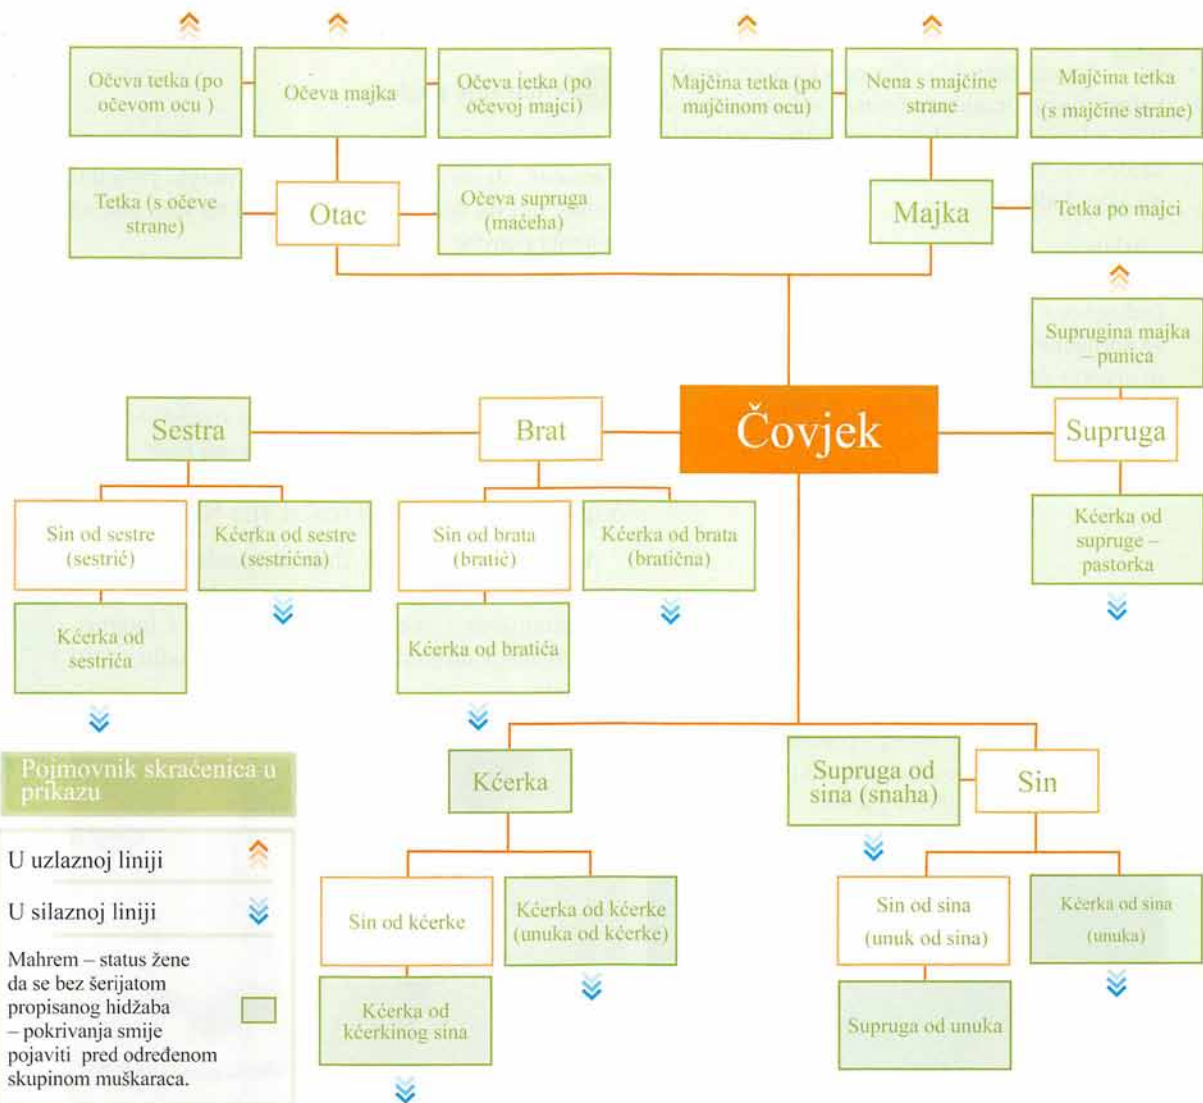 Očeva tetka (po
očevom ocu )
Očeva majka
Očeva tetka (po
očevoj majci)
Majčina tetka (po
majčinom ocu)
Nena s majčine
strane
Majčina tetka
(s majčine strane)
Tetka (s očeve
strane)
Otac
Očeva supruga
(maćeha)
Majka
Tetka po majci
Suprugina majka
– punica
Sestra
Brat
Čovjek
Supruga
Sin od sestre
(sestrić)
Kćerka od sestre
(sestrićna)
Sin od brata
(bratić)
Kćerka od brata
(bratična)
Kćerka od
supruge –
pastorka
Kćerka od
sestrića
Kćerka od bratića
Kćerka
Supruga od
sina (snaha)
Sin
Sin od kćerke
Kćerka od kćerke
(unuka od kćerke)
Sin od sina
(unuk od sina)
Kćerka od sina
(unuka)
Kćerka od
kćerkinog sina
Supruga od unuka
Pojmovnik skraćenica u
prikazu
U uzlaznoj liniji
U silaznoj liniji
Mahrem – status žene
da se bez šerijatom
propisanog hidžaba
– pokrivanja smije
pojaviti pred određenom
skupinom muškaraca.